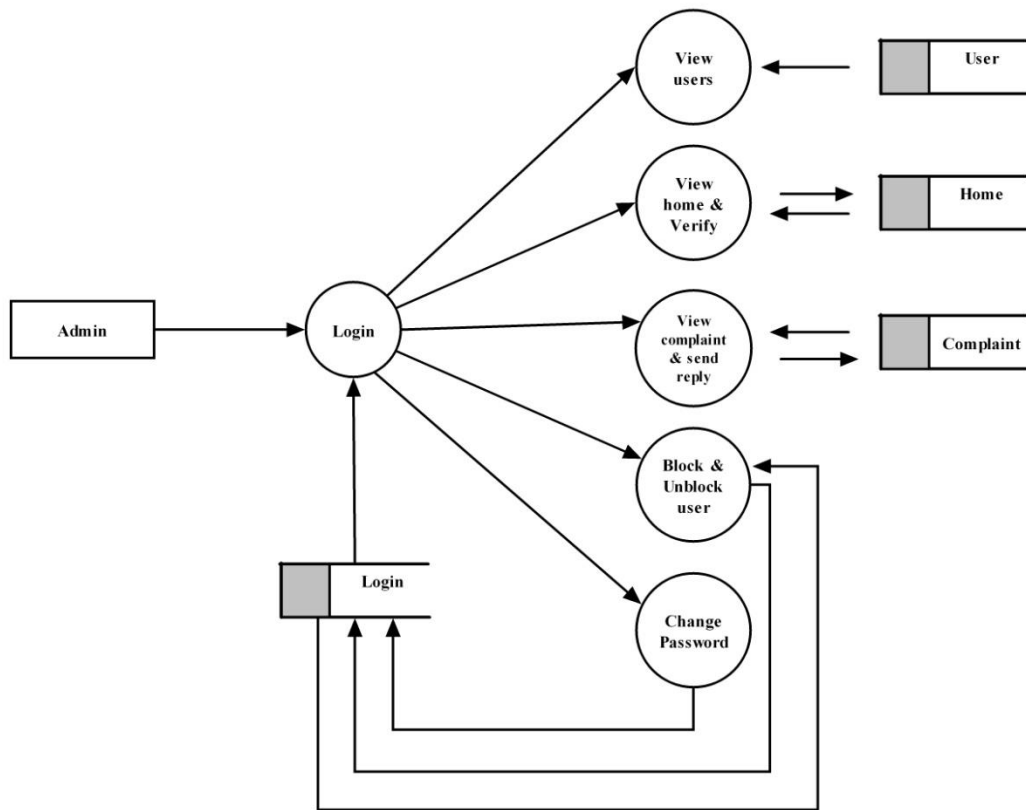 View
users
User
View
home &
Verify
Home
Admin
Login
View
complaint
& send
reply
Complaint
Block &
Unblock
user
Login
Change
Password